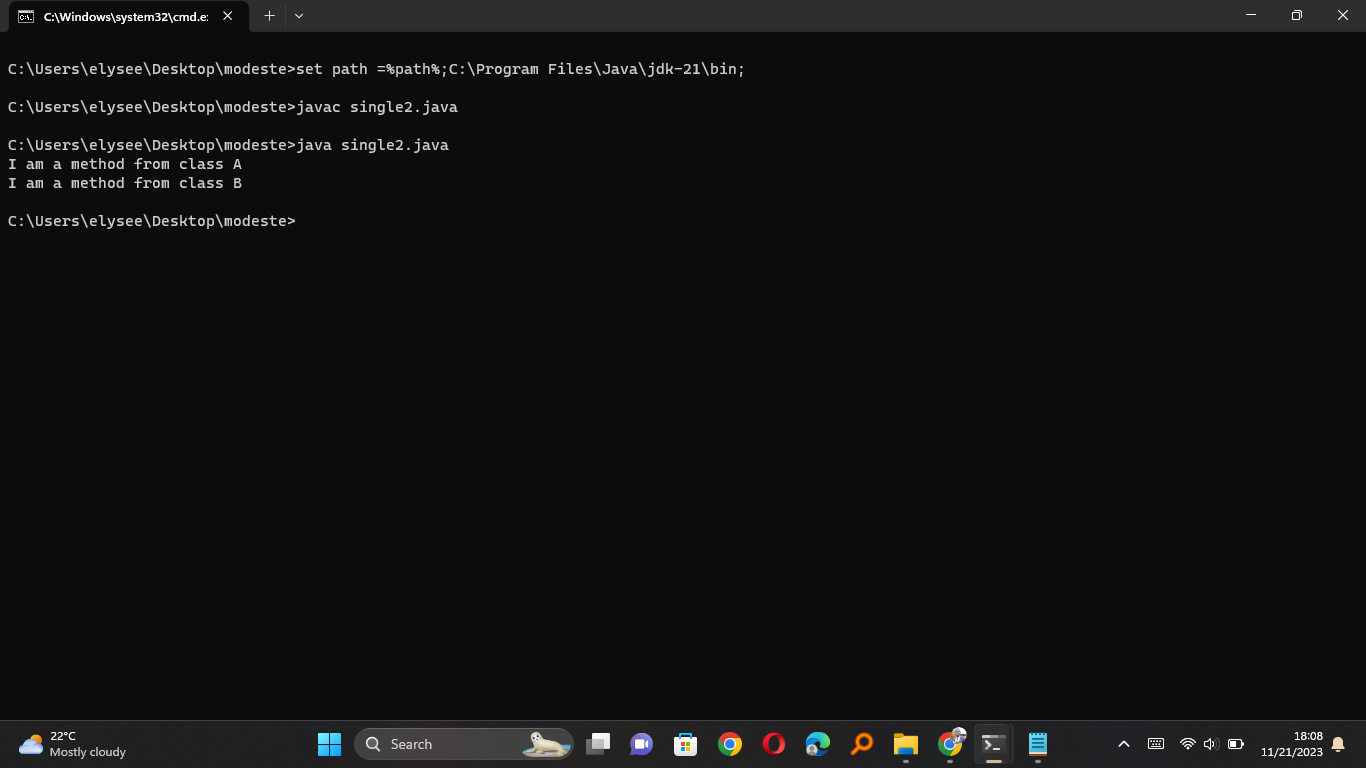 C:\Windows\system32\cmd.e
C:\Users\elysee\Desktop\modeste>set path =%path%;C:\Program Files\Java\jdk-21\bin;
C:\Users\elysee\Desktop\modeste>javac single2.java
C:\Users\elysee\Desktop\modeste>java single2.java
I am a method from class A
I am a method from class B
C:\Users\elysee\Desktop\modeste>
22°C
Mostly cloudy
Search
18:08
11/21/2023